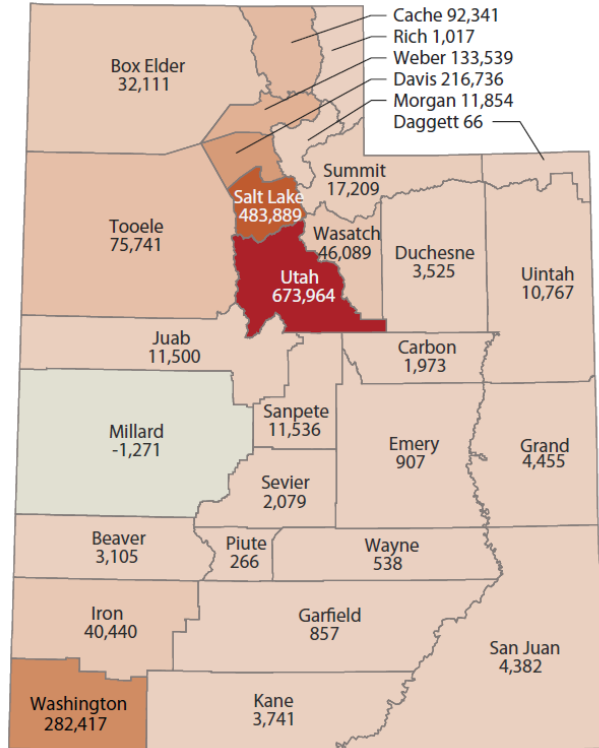 Cache 92,341
Rich 1,017
Weber 133,539
Davis 216,736
Morgan 11,854
Daggett 66
Box Elder
32,111
Summit
17,209
Salt Lake
483,889
Tooele
75,741
Wasatch
46,089
Duchesne
3,525
Uintah
10,767
Utah
673,964
Juab
11,500
Carbon
1,973
Sanpete
11,536
Millard
-1,271
Emery
907
Grand
4,455
Sevier
2,079
Beaver
3,105
Piute
266
Wayne
538
Iron
40,440
Garfield
857
San Juan
4,382
Washington
282,417
Kane
3,741